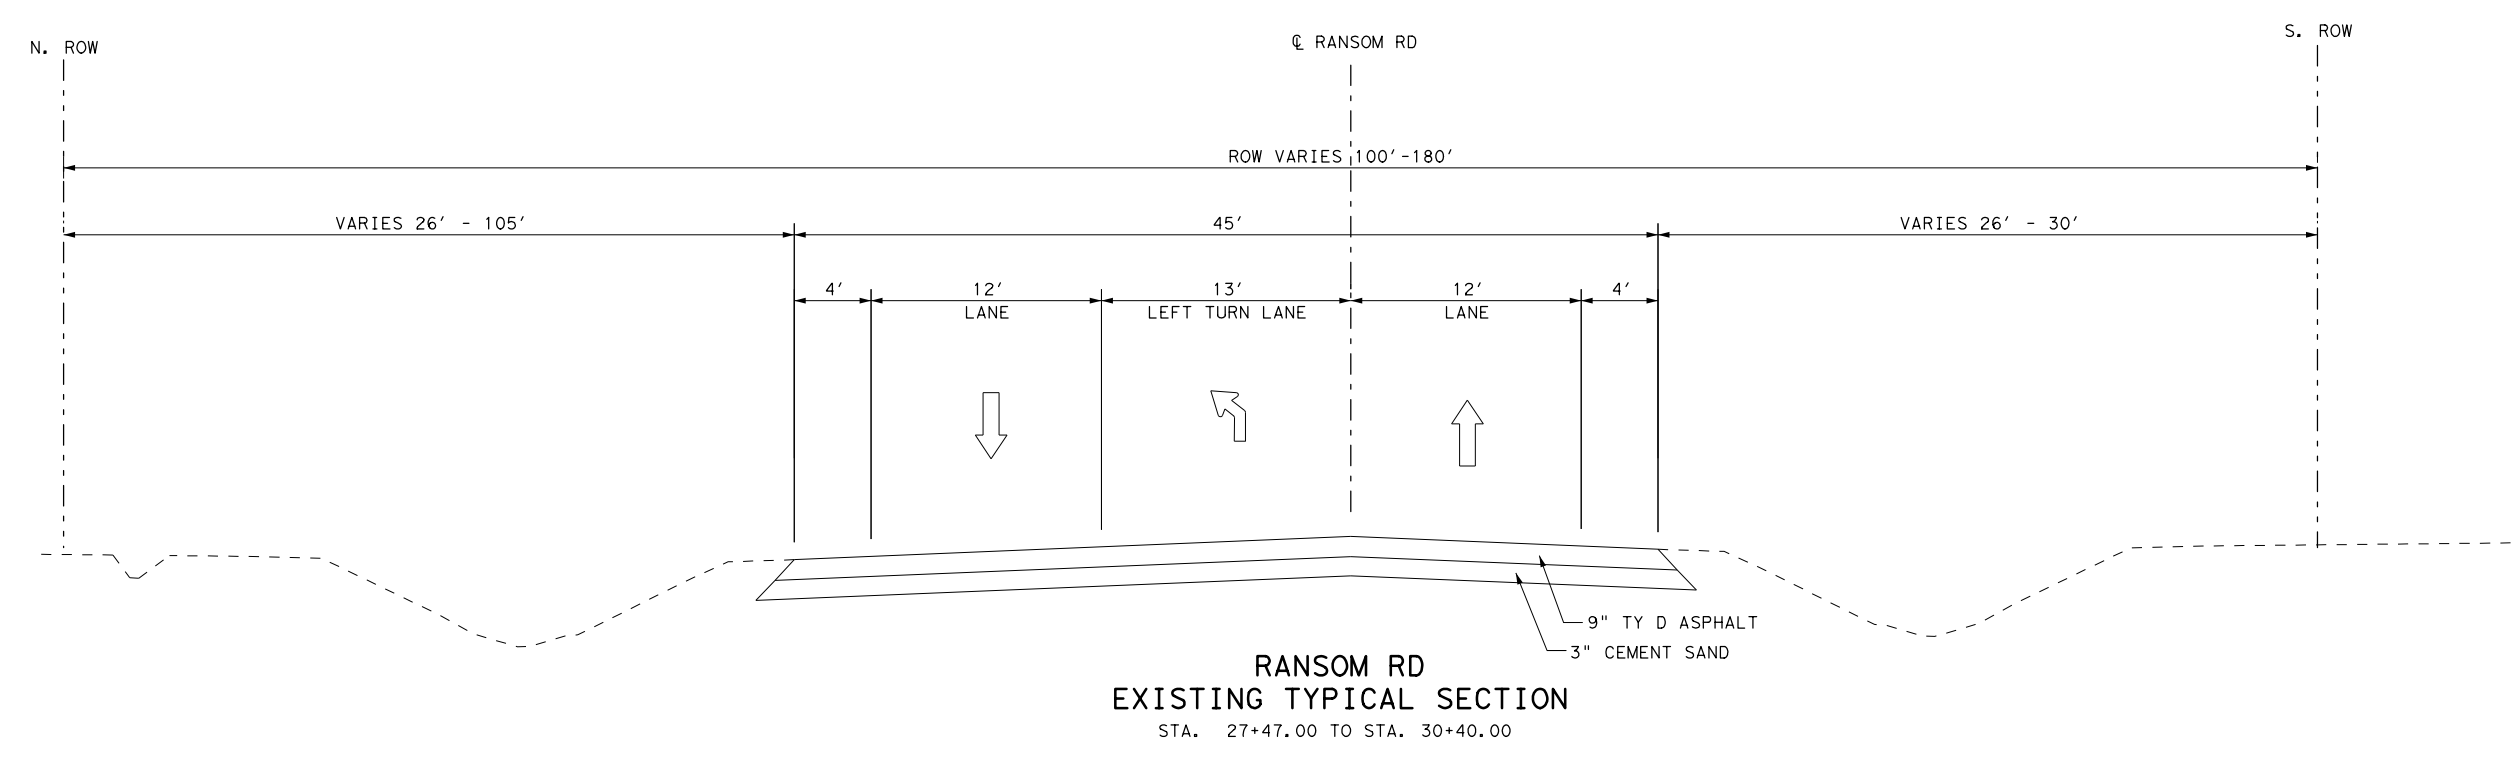 N. ROW
℄ RANSOM RD
S. ROW
ROW VARIES 100'-180'
VARIES 26' - 105'
45'
VARIES 26' - 30'
4'
12'
13'
12'
4'
LANE
LEFT TURN LANE
LANE
9" TY D ASPHALT
3" CEMENT SAND
RANSOM RD
EXISTING TYPICAL SECTION
STA. 27+47.00 TO STA. 30+40.00